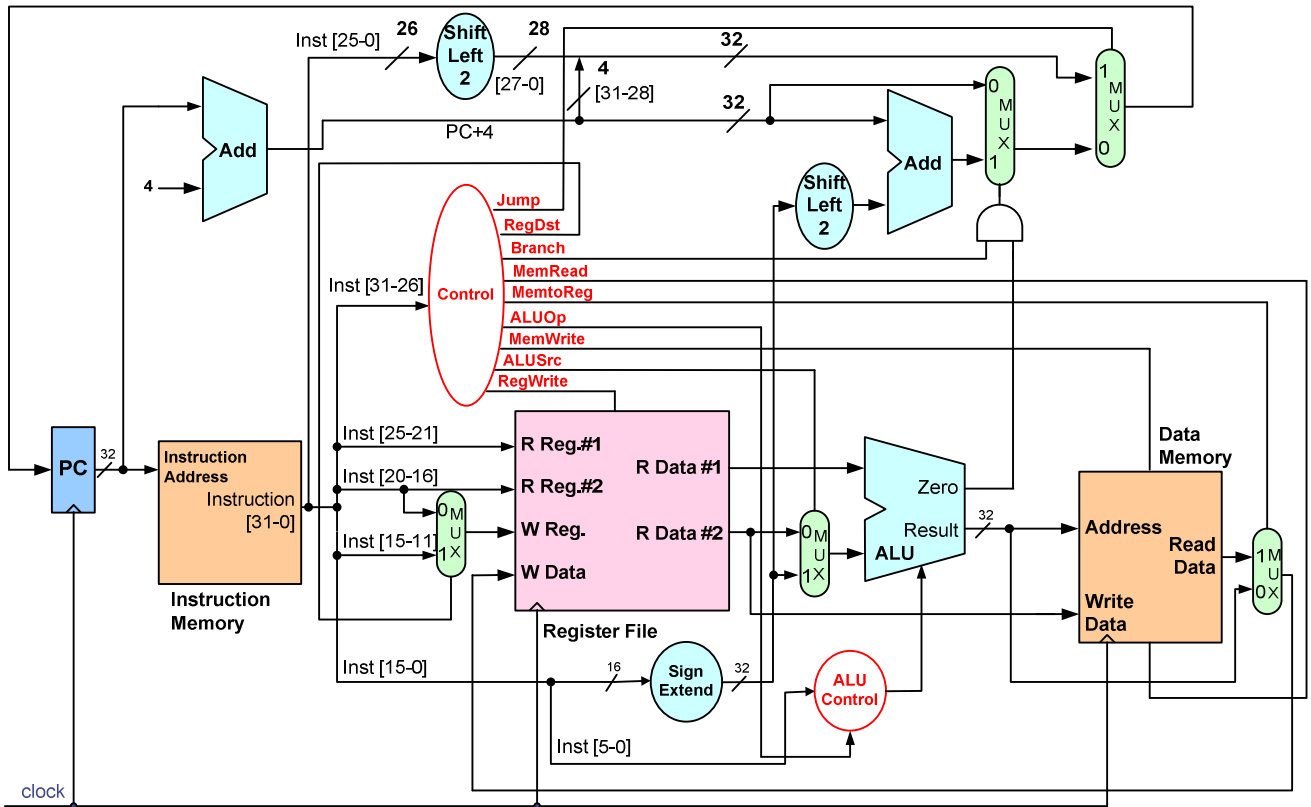 Inst [25-0]
26
Shift
Left
2
28
[27-0]
4
[31-28]
32
32
PC+4
Add
4
0
M
U
X
1
1
M
U
X
0
Add
Shift
Left
2
Jump
RegDst
Branch
MemRead
MemtoReg
ALUOp
MemWrite
ALUSrc
RegWrite
Control
Inst [31-26]
PC
32
Instruction
Address
Instruction
[31-0]
Instruction
Memory
Inst [25-21]
Inst [20-16]
Inst [15-11]
0
M
U
X
1
R Reg.#1
R Reg.#2
W Reg.
W Data
R Data #1
R Data #2
Register File
0
M
U
X
1
Zero
Result
ALU
32
Data
Memory
Address
Read
Data
Write
Data
1
M
U
X
0
Inst [15-0]
16
Sign
Extend
32
ALU
Control
Inst [5-0]
clock